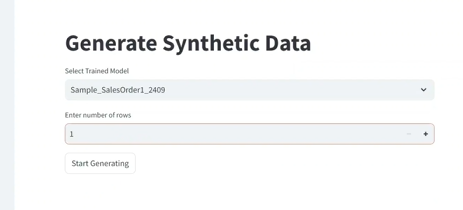 Generate Synthetic Data
Select Trained Model
Sample_SalesOrder1_2409
Enter number of rows
1
Start Generating